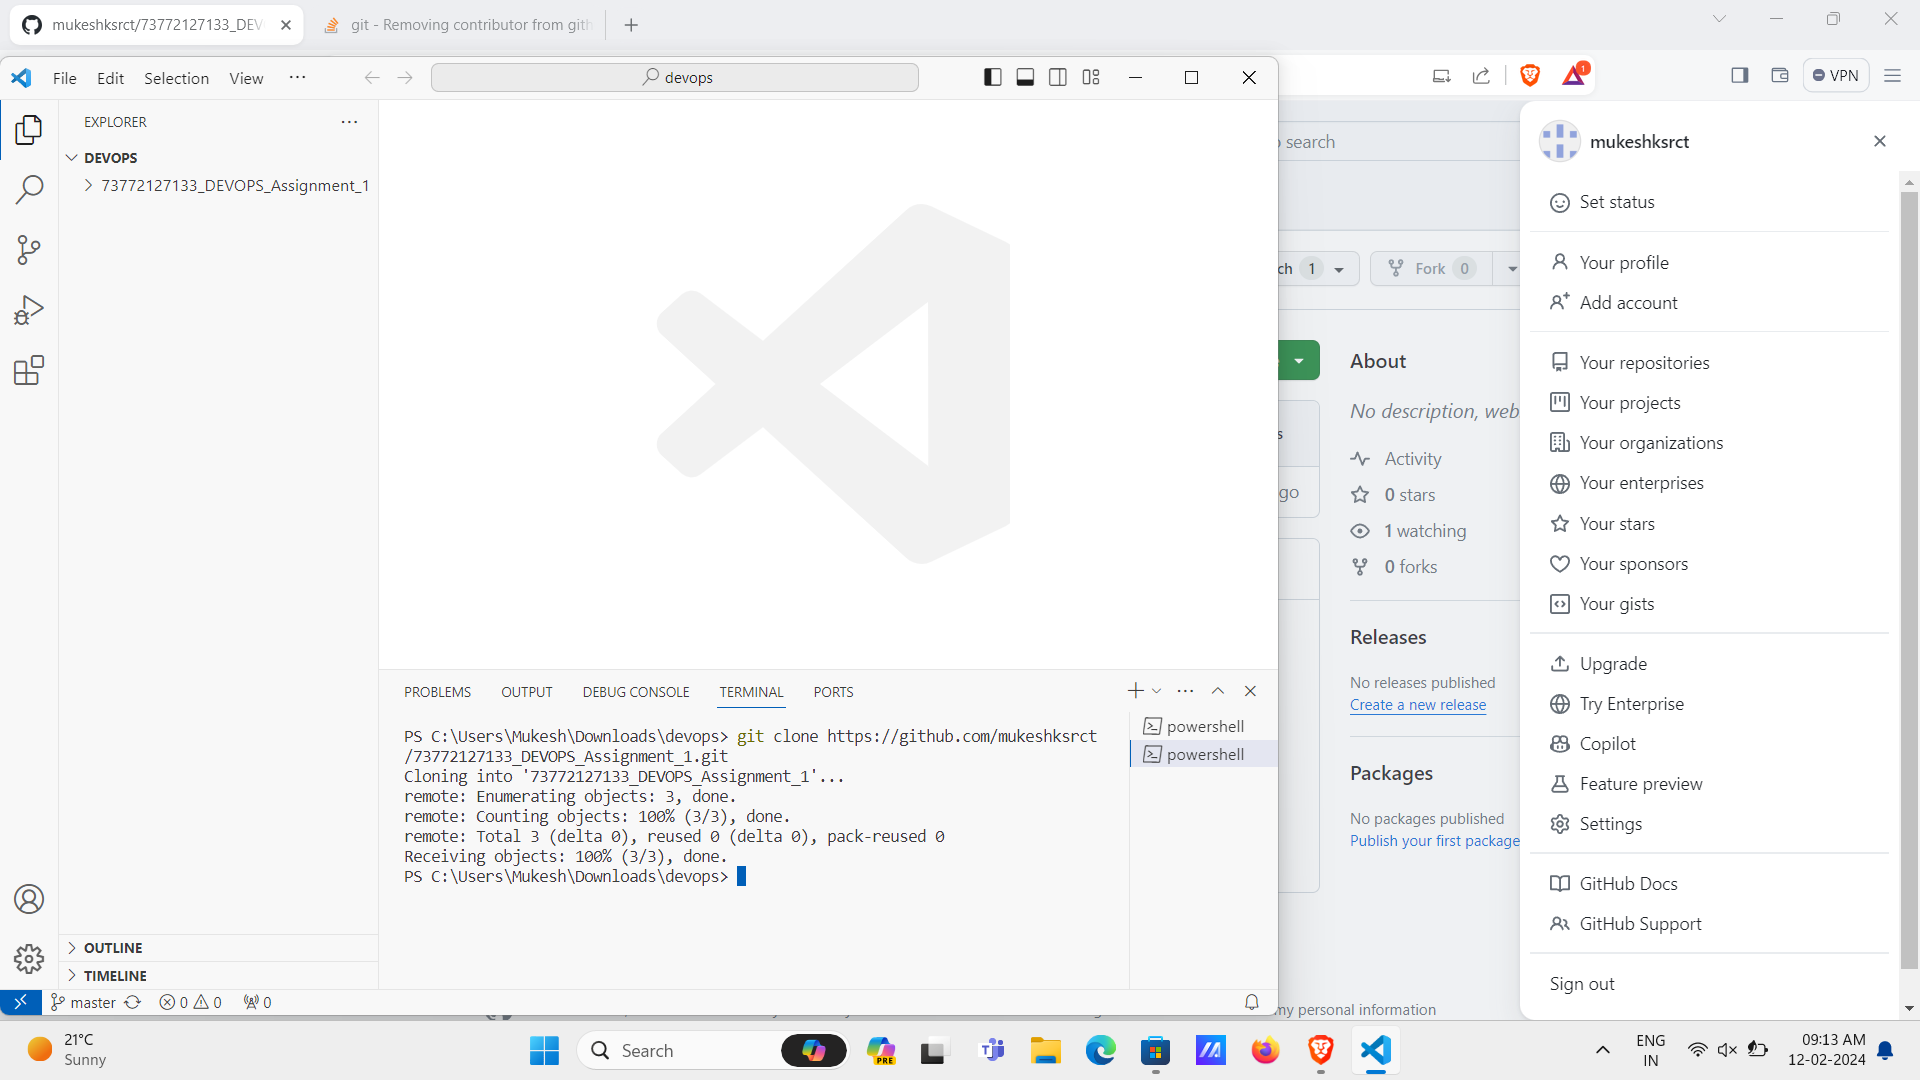 mukeshksrct/73772127133_DEV
git - Removing contributor from gith
File Edit Selection View ...
devops
1
VPN
EXPLORER
DEVOPS
73772127133_DEVOPS_Assignment_1
search
ch 1
Fork 0
About
No description, web
Activity
go
0 stars
1 watching
0 forks
Releases
No releases published
Create a new release
Packages
No packages published
Publish your first package
my personal information
mukeshksrct
Set status
Your profile
Add account
Your repositories
Your projects
Your organizations
Your enterprises
Your stars
Your sponsors
Your gists
Upgrade
Try Enterprise
Copilot
Feature preview
Settings
GitHub Docs
GitHub Support
Sign out
PROBLEMS OUTPUT DEBUG CONSOLE TERMINAL PORTS
powershell
powershell
PS C:\Users\Mukesh\Downloads\devops> git clone https://github.com/mukeshksrct
/73772127133_DEVOPS_Assignment_1.git
Cloning into '73772127133_DEVOPS_Assignment_1'...
remote: Enumerating objects: 3, done.
remote: Counting objects: 100% (3/3), done.
remote: Total 3 (delta 0), reused 0 (delta 0), pack-reused 0
Receiving objects: 100% (3/3), done.
PS C:\Users\Mukesh\Downloads\devops>
OUTLINE
TIMELINE
master 0 0 0
21°C
Sunny
Search
PRE
ENG
IN
09:13 AM
12-02-2024